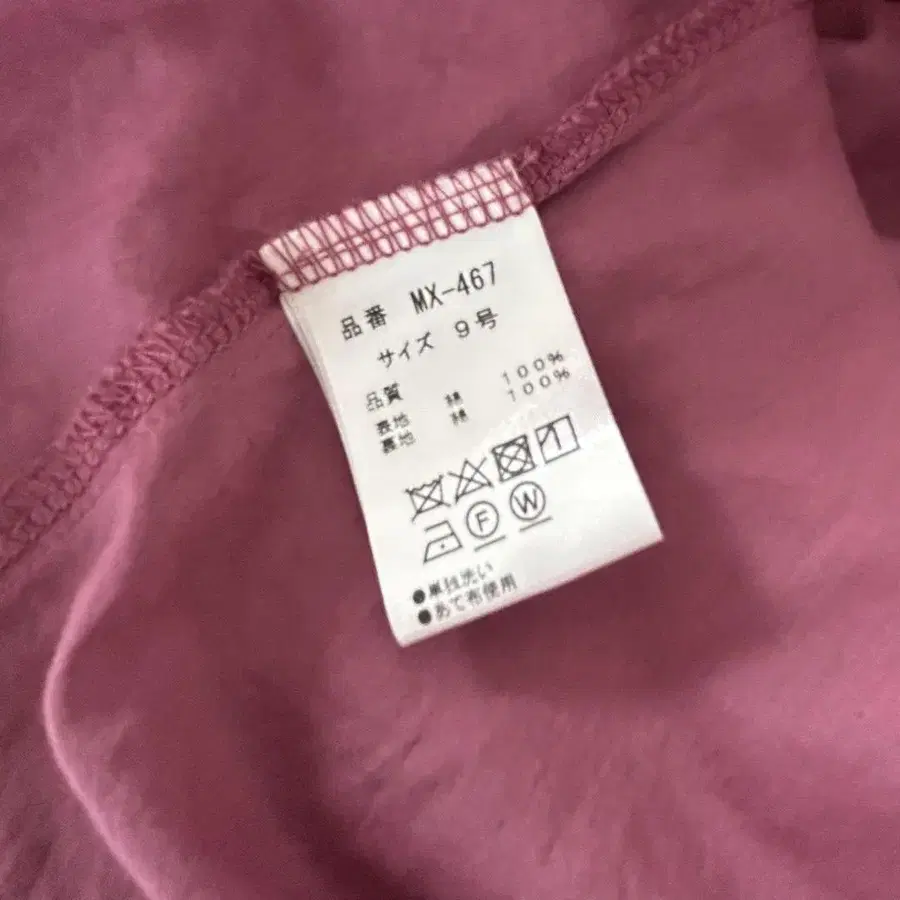 品番 MX-467
サイズ 9号
品質
表地 綿 100%
裏地 綿 100%
F W
●単独洗い
●あて布使用